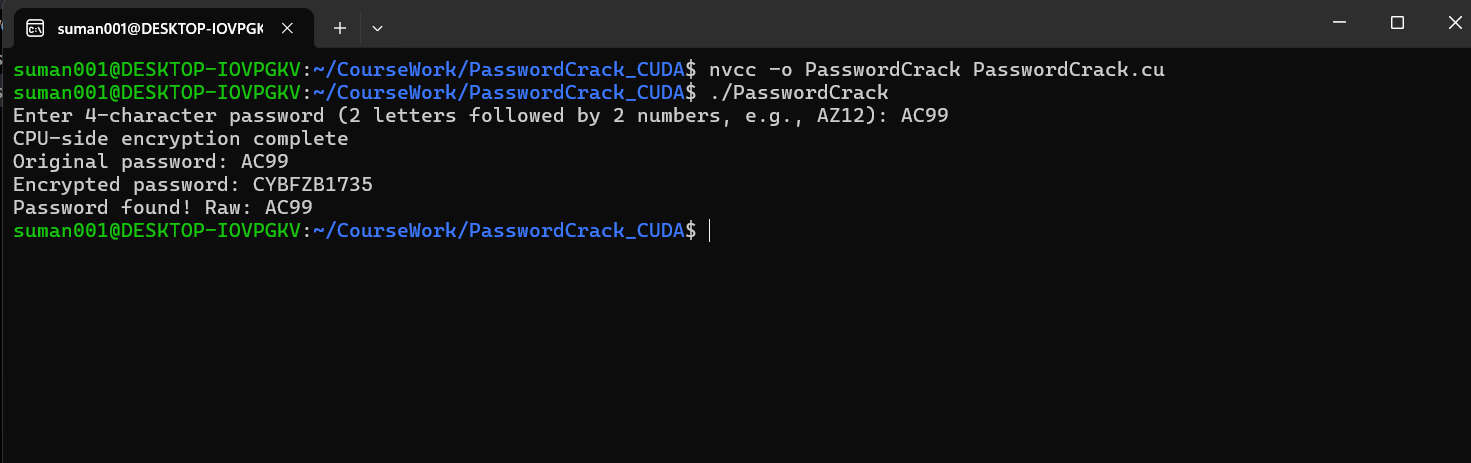 suman001@DESKTOP-IOVPGK
suman001@DESKTOP-IOVPGKV:~/CourseWork/PasswordCrack_CUDA$ nvcc -o PasswordCrack PasswordCrack.cu
suman001@DESKTOP-IOVPGKV:~/CourseWork/PasswordCrack_CUDA$ ./PasswordCrack
Enter 4-character password (2 letters followed by 2 numbers, e.g., AZ12): AC99
CPU-side encryption complete
Original password: AC99
Encrypted password: CYBFZB1735
Password found! Raw: AC99
suman001@DESKTOP-IOVPGKV:~/CourseWork/PasswordCrack_CUDA$